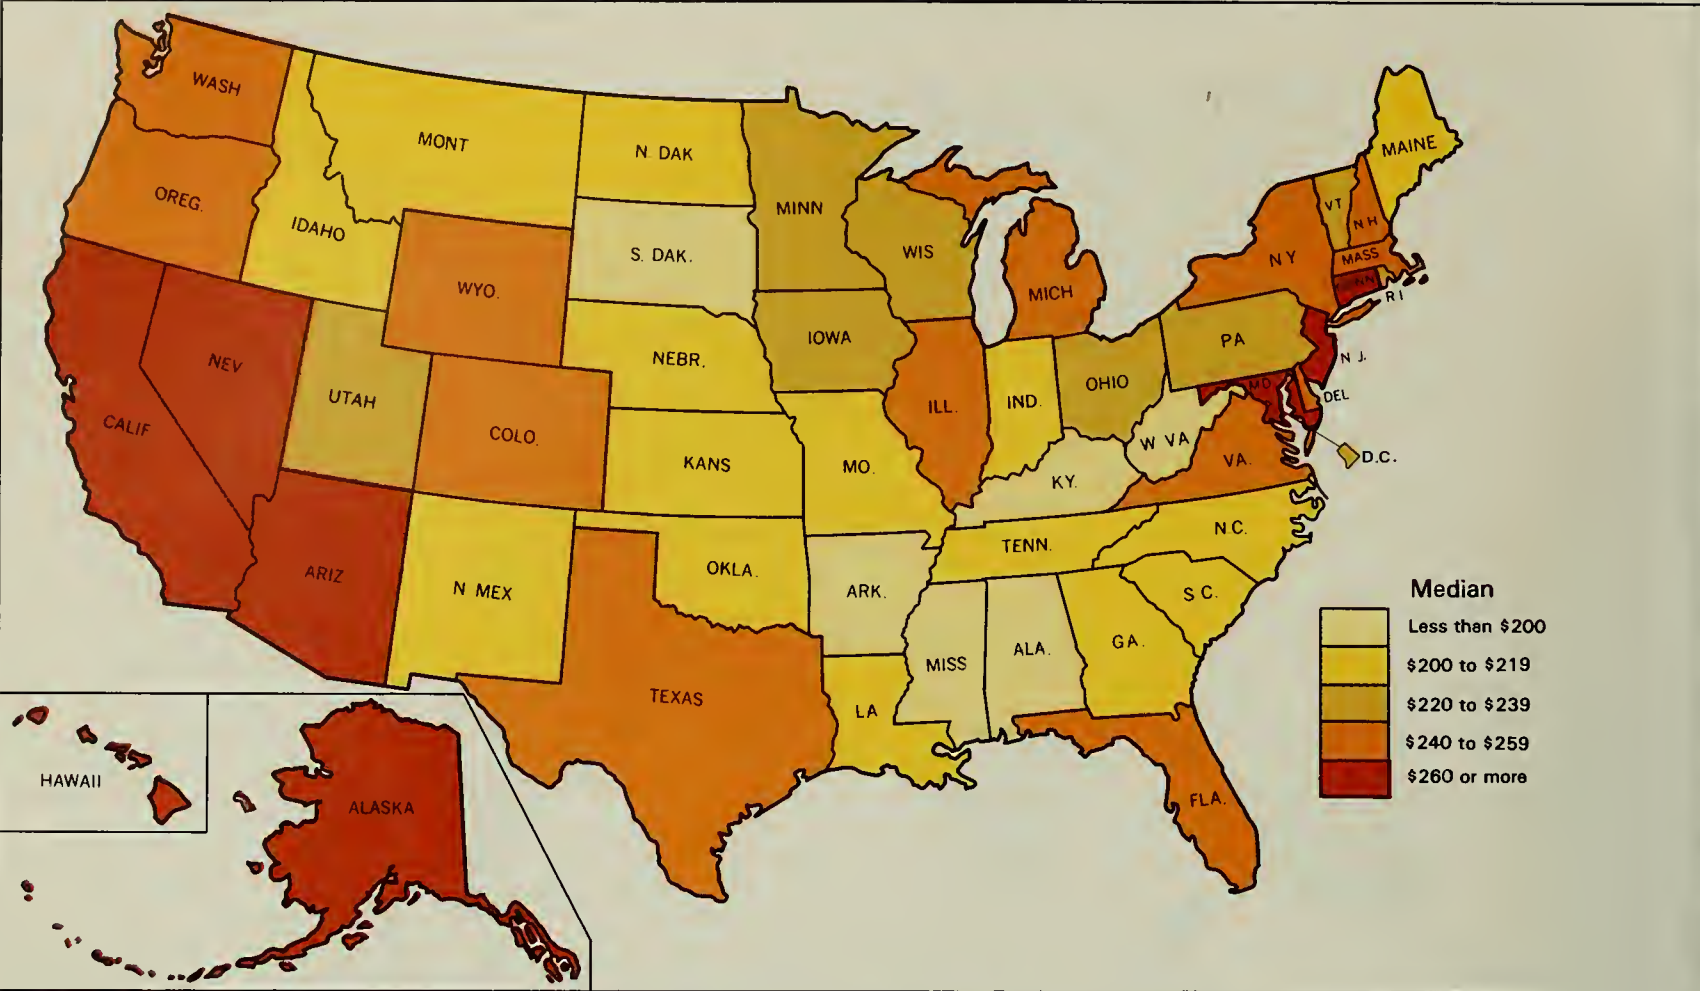 WASH
MONT
N. DAK
MINN
MAINE
OREG.
IDAHO
S. DAK.
WIS
VT
N H
WYO.
MICH
N Y
MASS
CONN
R I
NEV
UTAH
NEBR.
IOWA
PA
N J.
CALIF
COLO.
ILL.
IND.
OHIO
MD.
DEL
KANS
MO.
KY.
W VA
VA.
D.C.
ARIZ
N MEX
OKLA.
ARK.
TENN.
N.C.
S C.
TEXAS
LA
MISS
ALA.
GA.
FLA.
HAWAII
ALASKA
Median
Less than $200
$200 to $219
$220 to $239
$240 to $259
$260 or more